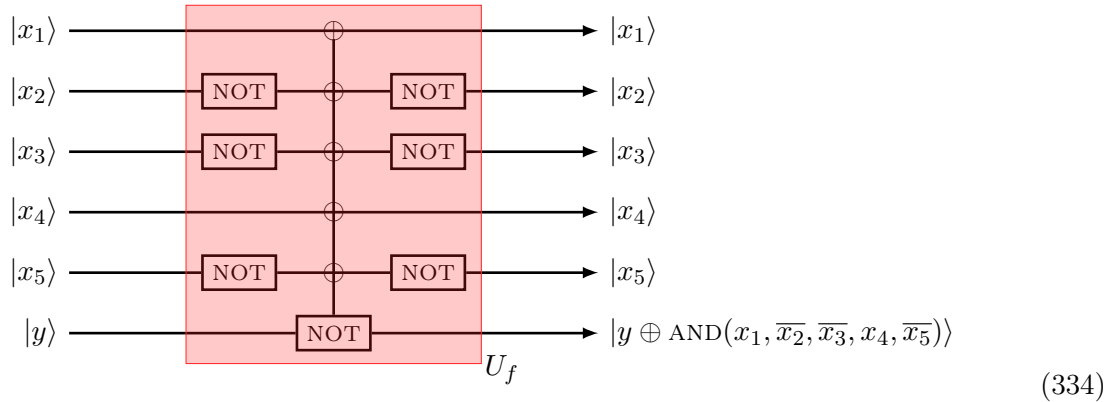 |x₁⟩ |x₁⟩
|x₂⟩ NOT NOT |x₂⟩
|x₃⟩ NOT NOT |x₃⟩
|x₄⟩ |x₄⟩
|x₅⟩ NOT NOT |x₅⟩
|y⟩ NOT |y ⊕ AND(x₁, x̅₂, x̅₃, x₄, x̅₅)⟩
U_f
(334)